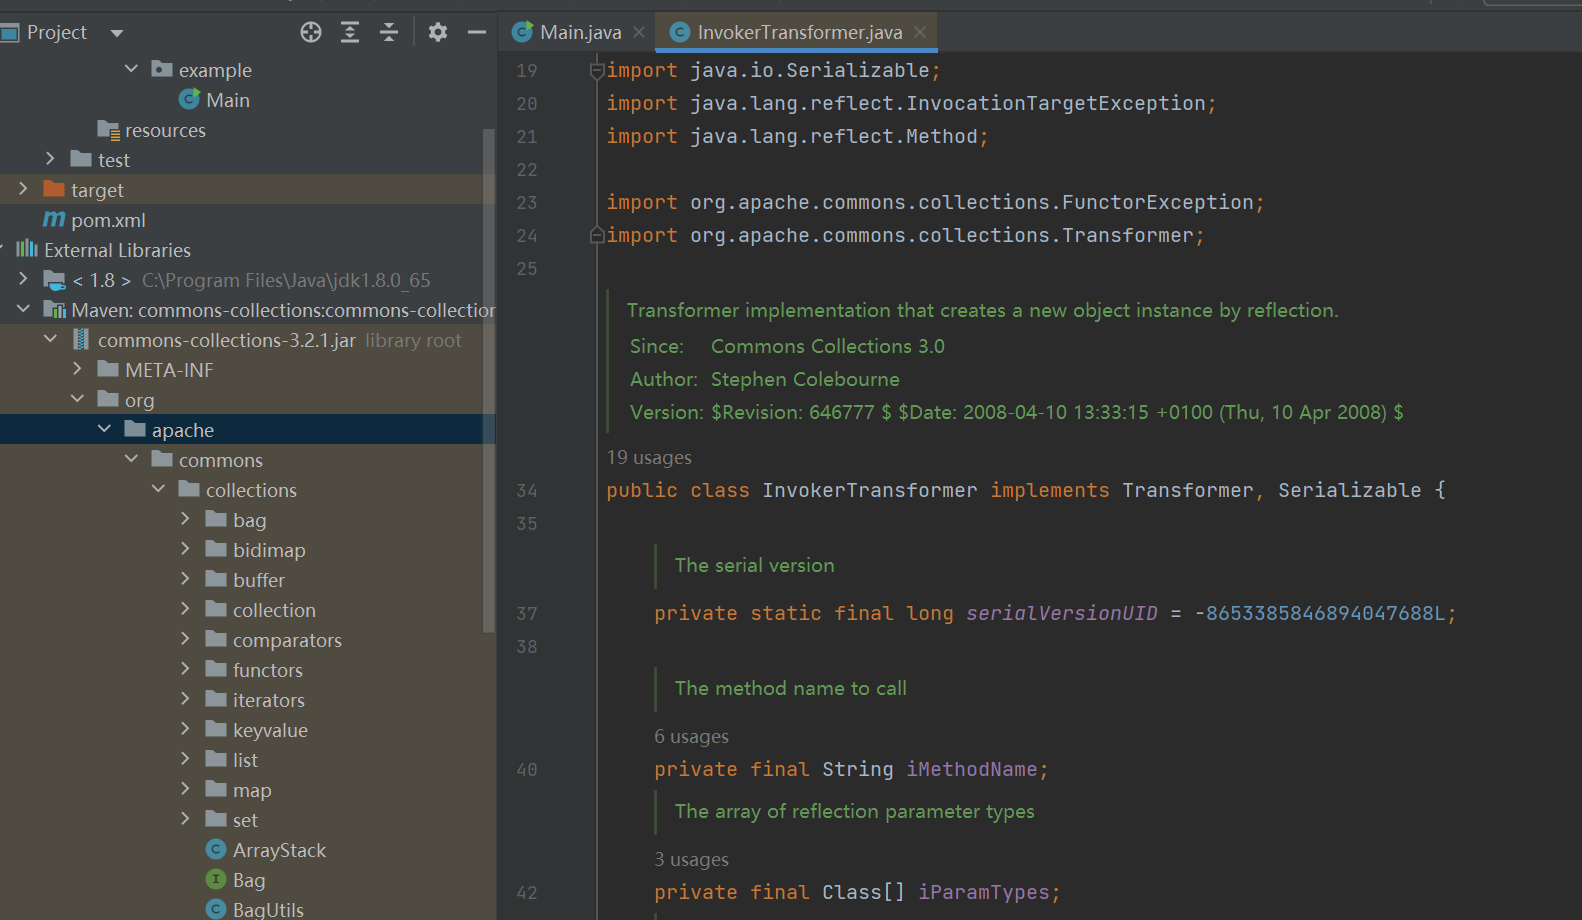 Project
example
Main
resources
test
target
pom.xml
External Libraries
< 1.8 > C:\Program Files\Java\jdk1.8.0_65
Maven: commons-collections:commons-collection
commons-collections-3.2.1.jar library root
META-INF
org
apache
commons
collections
bag
bidimap
buffer
collection
comparators
functors
iterators
keyvalue
list
map
set
ArrayStack
Bag
BagUtils
Main.java
InvokerTransformer.java
19 import java.io.Serializable;
20 import java.lang.reflect.InvocationTargetException;
21 import java.lang.reflect.Method;
22
23 import org.apache.commons.collections.FunctorException;
24 import org.apache.commons.collections.Transformer;
25
Transformer implementation that creates a new object instance by reflection.
Since: Commons Collections 3.0
Author: Stephen Colebourne
Version: $Revision: 646777 $ $Date: 2008-04-10 13:33:15 +0100 (Thu, 10 Apr 2008) $
19 usages
34 public class InvokerTransformer implements Transformer, Serializable {
35
The serial version
37 private static final long serialVersionUID = -8653385846894047688L;
38
The method name to call
6 usages
40 private final String iMethodName;
The array of reflection parameter types
3 usages
42 private final Class[] iParamTypes;